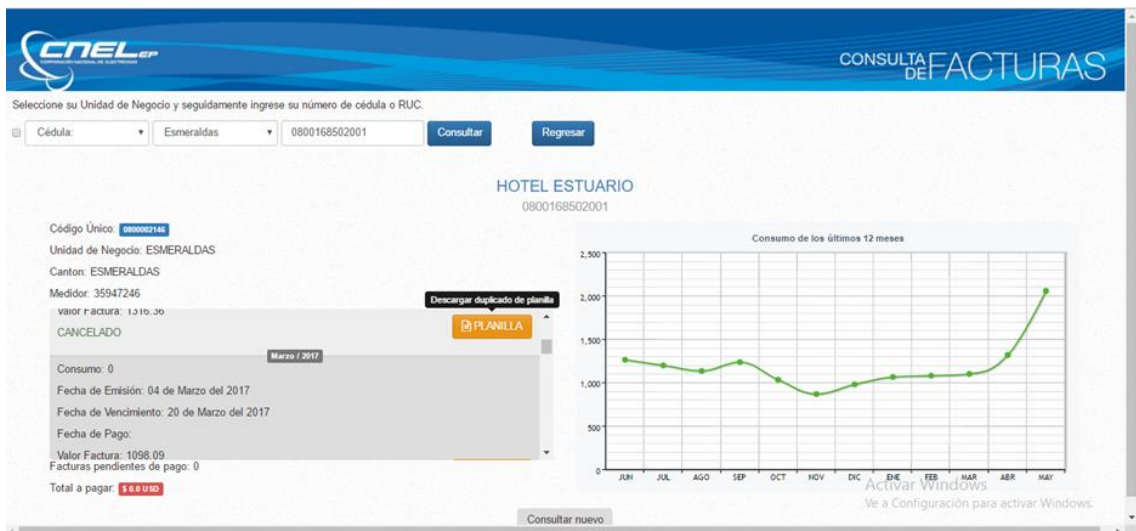 CNEL EP
CORPORACIÓN NACIONAL DE ELECTRICIDAD
CONSULTA DE FACTURAS
Seleccione su Unidad de Negocio y seguidamente ingrese su número de cédula o RUC.
Cédula: Esmeraldas 0800168502001 Consultar Regresar
HOTEL ESTUARIO
0800168502001
Código Único: 0800002146
Unidad de Negocio: ESMERALDAS
Canton: ESMERALDAS
Medidor: 35947246
Descargar duplicado de planilla
Valor Factura: 1316.36
CANCELADO
PLANILLA
Marzo / 2017
Consumo: 0
Fecha de Emisión: 04 de Marzo del 2017
Fecha de Vencimiento: 20 de Marzo del 2017
Fecha de Pago:
Valor Factura: 1098.09
Facturas pendientes de pago: 0
Total a pagar: $ 0.0 USD
Consumo de los últimos 12 meses
2,500
2,000
1,500
1,000
500
0
JUN JUL AGO SEP OCT NOV DIC ENE FEB MAR ABR MAY
Activar Windows
Ve a Configuración para activar Windows.
Consultar nuevo